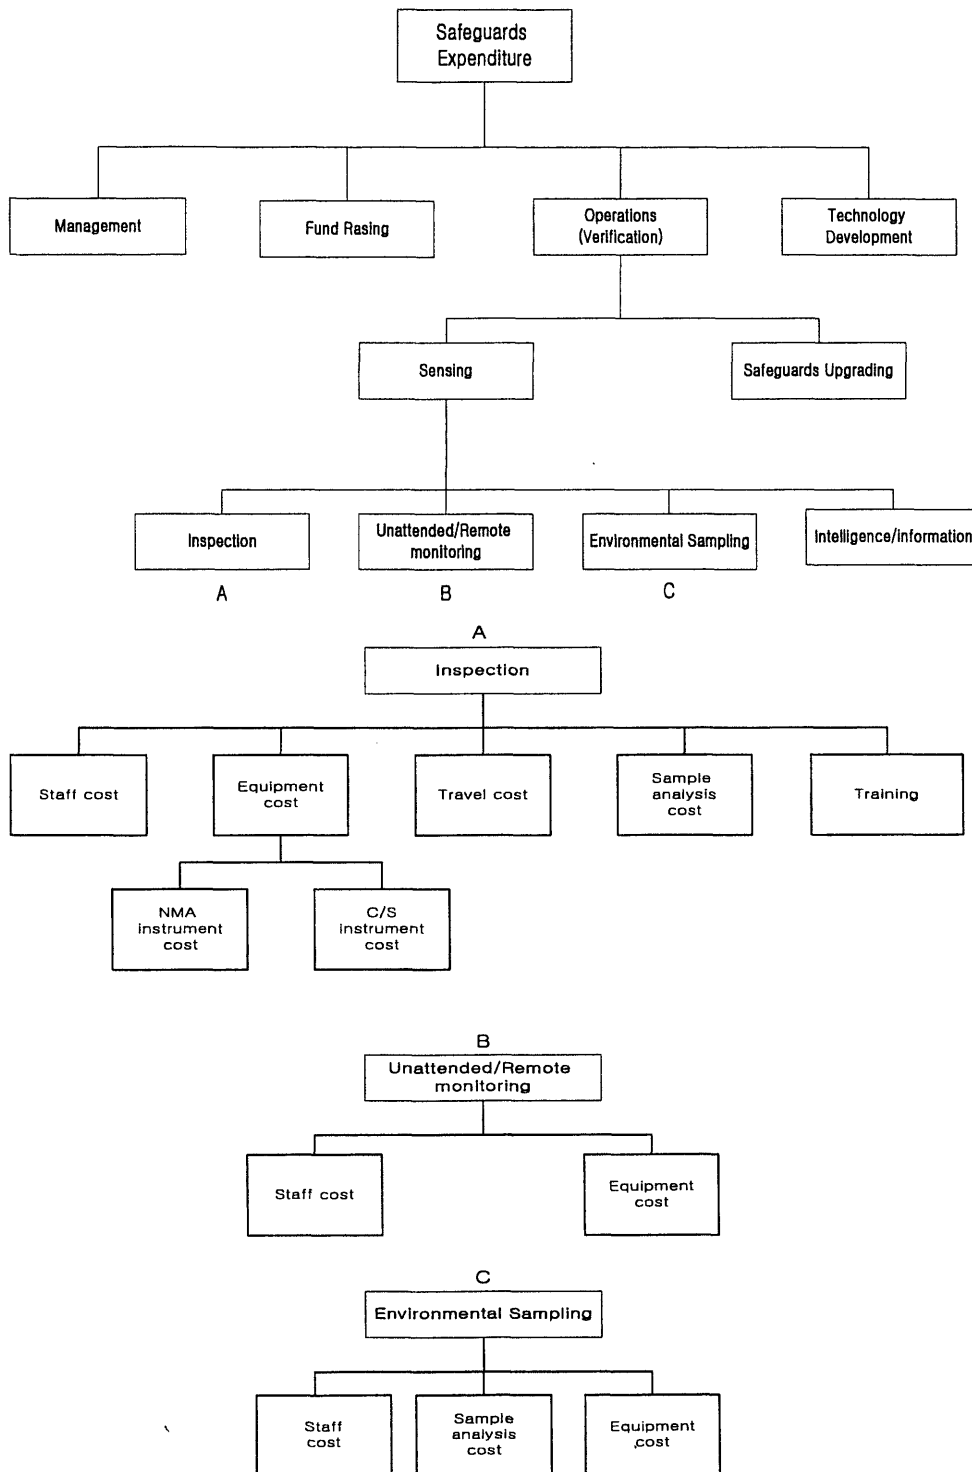 Safeguards
Expenditure
Management
Fund Rasing
Operations
(Verification)
Technology
Development
Sensing
Safeguards Upgrading
Inspection
Unattended/Remote
monitoring
Environmental Sampling
Intelligence/Information
A
B
C
A
Inspection
Staff cost
Equipment
cost
Travel cost
Sample
analysis
cost
Training
NMA
instrument
cost
C/S
instrument
cost
B
Unattended/Remote
monitoring
Staff cost
Equipment
cost
C
Environmental Sampling
Staff
cost
Sample
analysis
cost
Equipment
cost